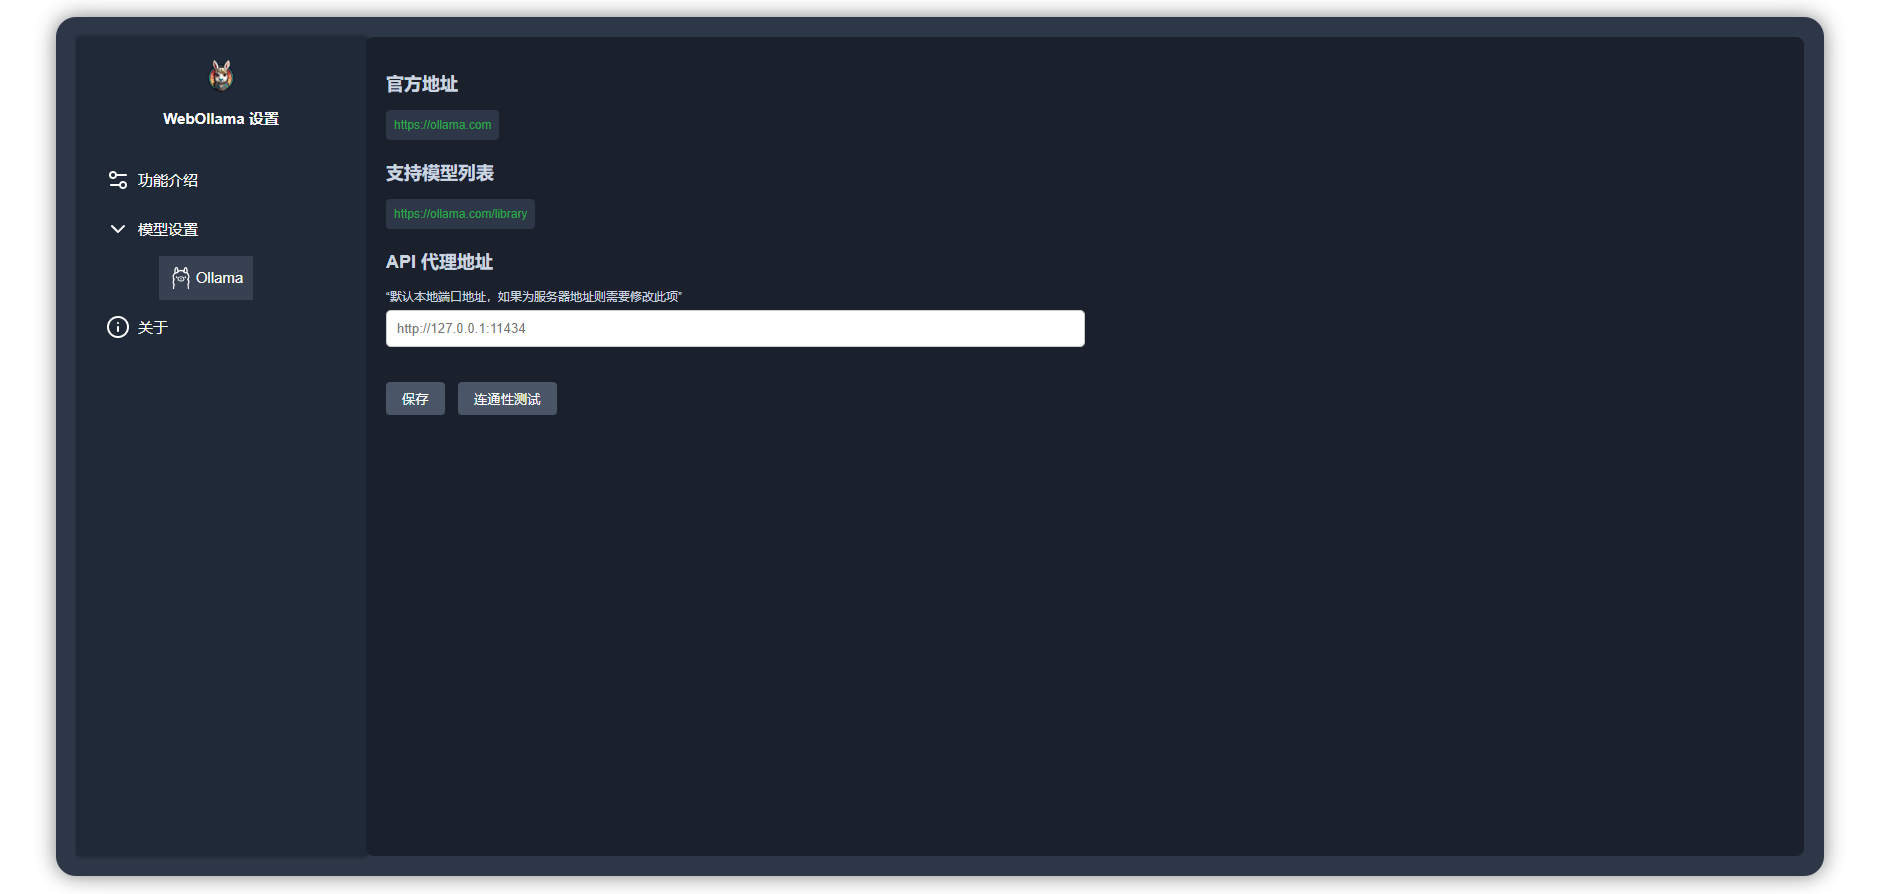 WebOllama 设置
功能介绍
模型设置
Ollama
关于
官方地址
https://ollama.com
支持模型列表
https://ollama.com/library
API 代理地址
“默认本地端口地址，如果为服务器地址则需要修改此项”
http://127.0.0.1:11434
保存
连通性测试